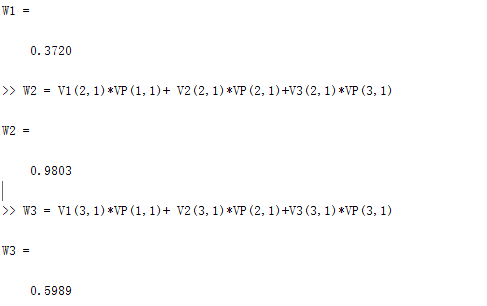 W1 =
0.3720
>> W2 = V1(2,1)*VP(1,1)+ V2(2,1)*VP(2,1)+V3(2,1)*VP(3,1)
W2 =
0.9803
>> W3 = V1(3,1)*VP(1,1)+ V2(3,1)*VP(2,1)+V3(3,1)*VP(3,1)
W3 =
0.5989